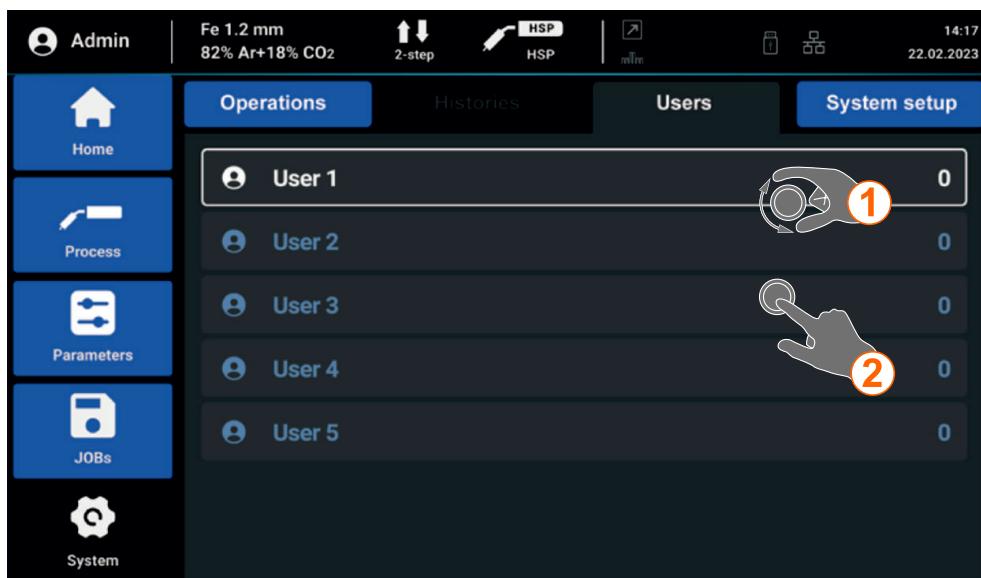 Admin
Fe 1.2 mm
82% Ar+18% CO2
2-step
HSP
HSP
mTm
14:17
22.02.2023
Home
Process
Parameters
JOBs
System
Operations
Histories
Users
System setup
User 1 0
User 2 0
User 3 0
User 4 0
User 5 0
1
2